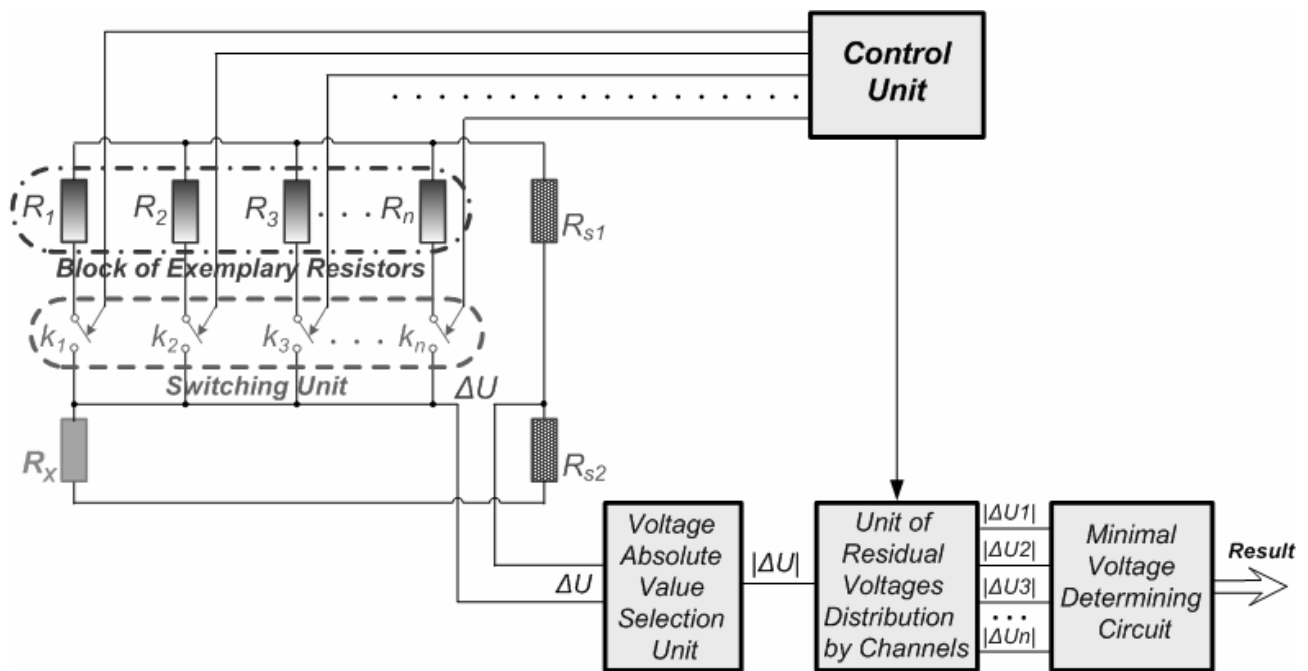 Control
Unit
R1 R2 R3 . . . Rn Rs1
Block of Exemplary Resistors
k1 k2 k3 . . . kn
Switching Unit
ΔU
Rx Rs2
Voltage
Absolute
Value
Selection
Unit
ΔU
|ΔU|
Unit of
Residual
Voltages
Distribution
by Channels
|ΔU1|
|ΔU2|
|ΔU3|
...
|ΔUn|
Minimal
Voltage
Determining
Circuit
Result